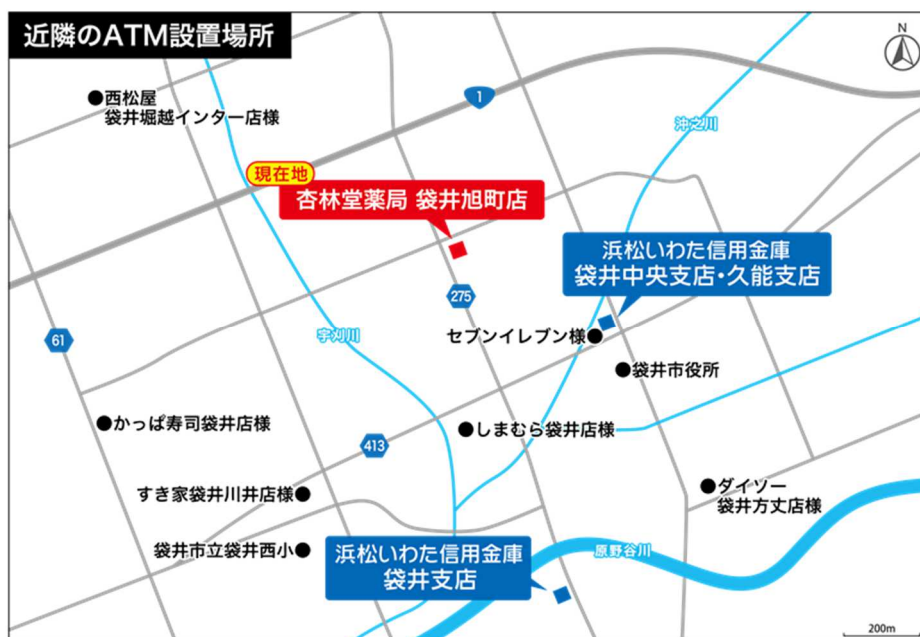 近隣のATM設置場所
N
西松屋
袋井堀越インター店様
1
沖之川
現在地
杏林堂薬局 袋井旭町店
浜松いわた信用金庫
袋井中央支店・久能支店
275
61
宇刈川
セブンイレブン様
袋井市役所
かっぱ寿司袋井店様
しまむら袋井店様
413
すき家袋井川井店様
ダイソー
袋井方丈店様
袋井市立袋井西小
浜松いわた信用金庫
袋井支店
原野谷川
200m